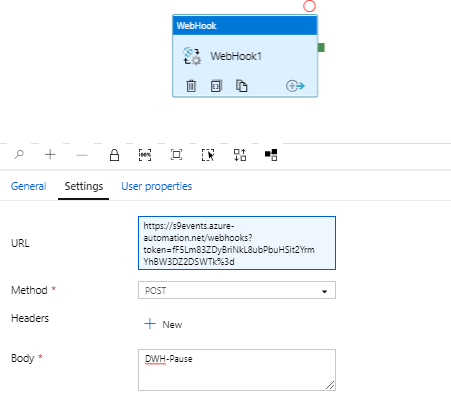 WebHook
WebHook1
General Settings User properties
URL
https://s9events.azure-
automation.net/webhooks?
token=fF5Lm83ZDyBriNkL8ubPbuHSit2Yrm
YhBW3DZ2DSWTk%3d
Method *
POST
Headers
New
Body *
DWH-Pause